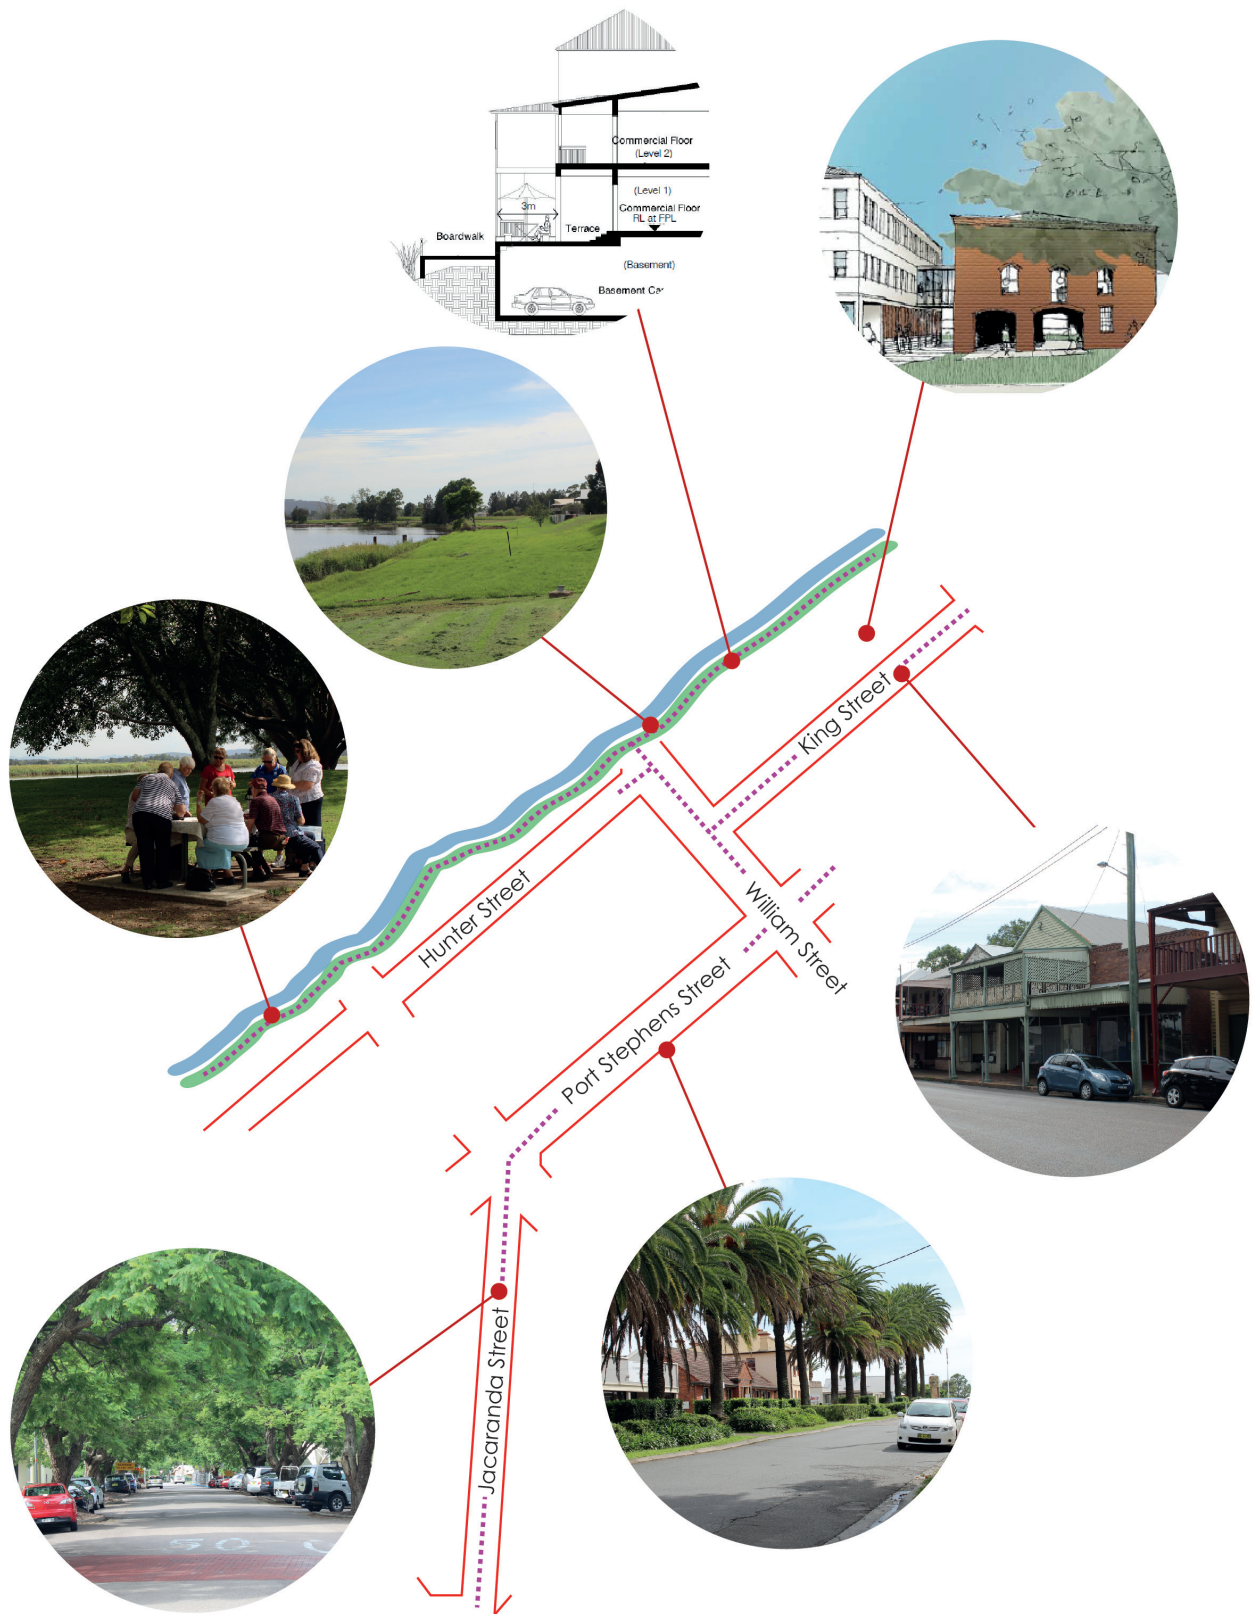 Commercial Floor
(Level 2)
(Level 1)
3m
Commercial Floor
RL at FPL
Boardwalk
Terrace
(Basement)
Basement Car
King Street
Hunter Street
William Street
Port Stephens Street
Jacaranda Street
50